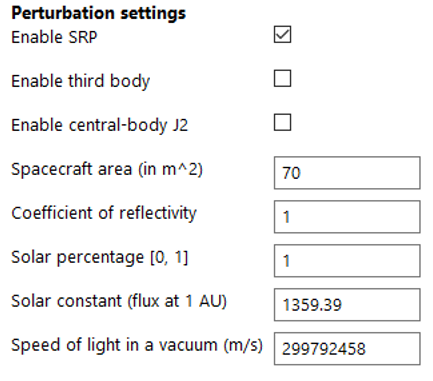 Perturbation settings
Enable SRP
Enable third body
Enable central-body J2
Spacecraft area (in m^2) 70
Coefficient of reflectivity 1
Solar percentage [0, 1] 1
Solar constant (flux at 1 AU) 1359.39
Speed of light in a vacuum (m/s) 299792458